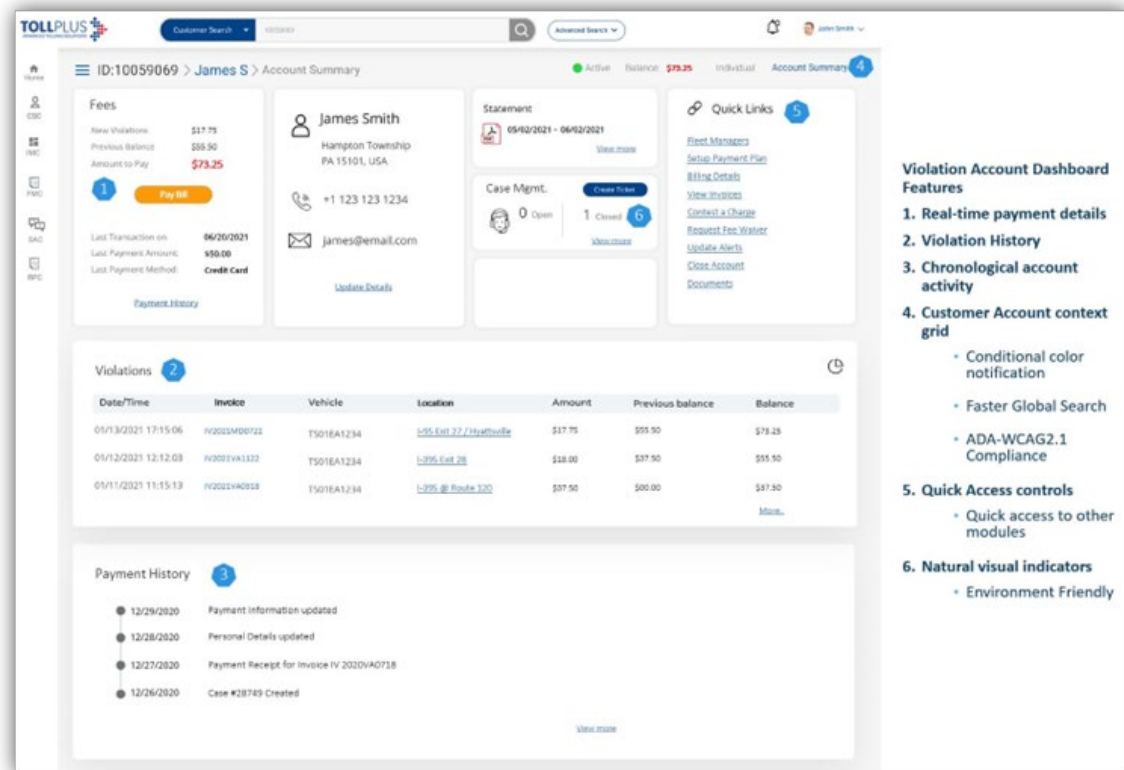 TOLLPLUS
Customer Search
Advanced Search
John Smith
Home
CSC
PMC
BPC
ID:10059069 > James S > Account Summary
Active Balance $73.25 Individual Account Summary 4
Fees
New Violations $17.75
Previous Balance $55.50
Amount to Pay $73.25
1
Pay Bill
Last Transaction on 06/20/2021
Last Payment Amount: $50.00
Last Payment Method: Credit Card
Payment History
James Smith
Hampton Township
PA 15101, USA
+1 123 123 1234
james@email.com
Update Details
Statement
05/02/2021 - 06/02/2021
View more
Case Mgmt.
Create Ticket
0 Open 1 Closed 6
View more
Quick Links 5
Fleet Managers
Setup Payment Plan
Billing Details
View Invoices
Contest a Charge
Request Fee Waiver
Update Alerts
Close Account
Documents
Violations 2
Date/Time Invoice Vehicle Location Amount Previous balance Balance
01/13/2021 17:15:06 IV2021MD0721 TS01EA1234 I-95 Exit 27 / Hyattsville $17.75 $55.50 $73.25
01/12/2021 12:12:03 IV2021VA1122 TS01EA1234 I-395 Exit 28 $18.00 $37.50 $55.50
01/11/2021 11:15:13 IV2021VA0818 TS01EA1234 I-395 @ Route 120 $37.50 $00.00 $37.50
More..
Payment History 3
12/29/2020 Payment Information updated
12/28/2020 Personal Details updated
12/27/2020 Payment Receipt for Invoice IV 2020VA0718
12/26/2020 Case #28749 Created
View more
Violation Account Dashboard
Features
1. Real-time payment details
2. Violation History
3. Chronological account
activity
4. Customer Account context
grid
• Conditional color
notification
• Faster Global Search
• ADA-WCAG2.1
Compliance
5. Quick Access controls
• Quick access to other
modules
6. Natural visual indicators
• Environment Friendly